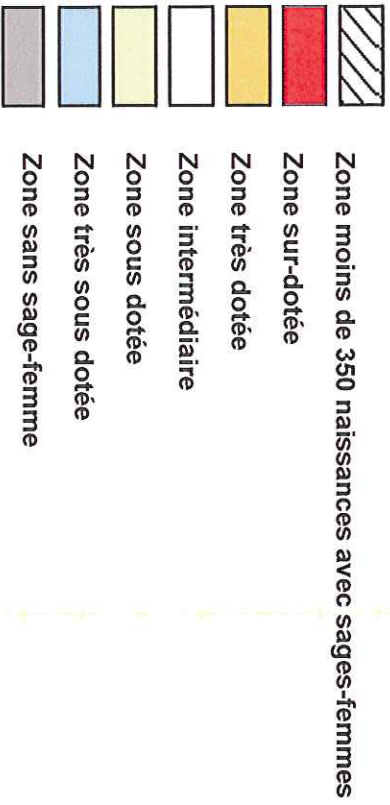 Zone moins de 350 naissances avec sages-femmes
Zone sur-dotée
Zone très dotée
Zone intermédiaire
Zone sous dotée
Zone très sous dotée
Zone sans sage-femme